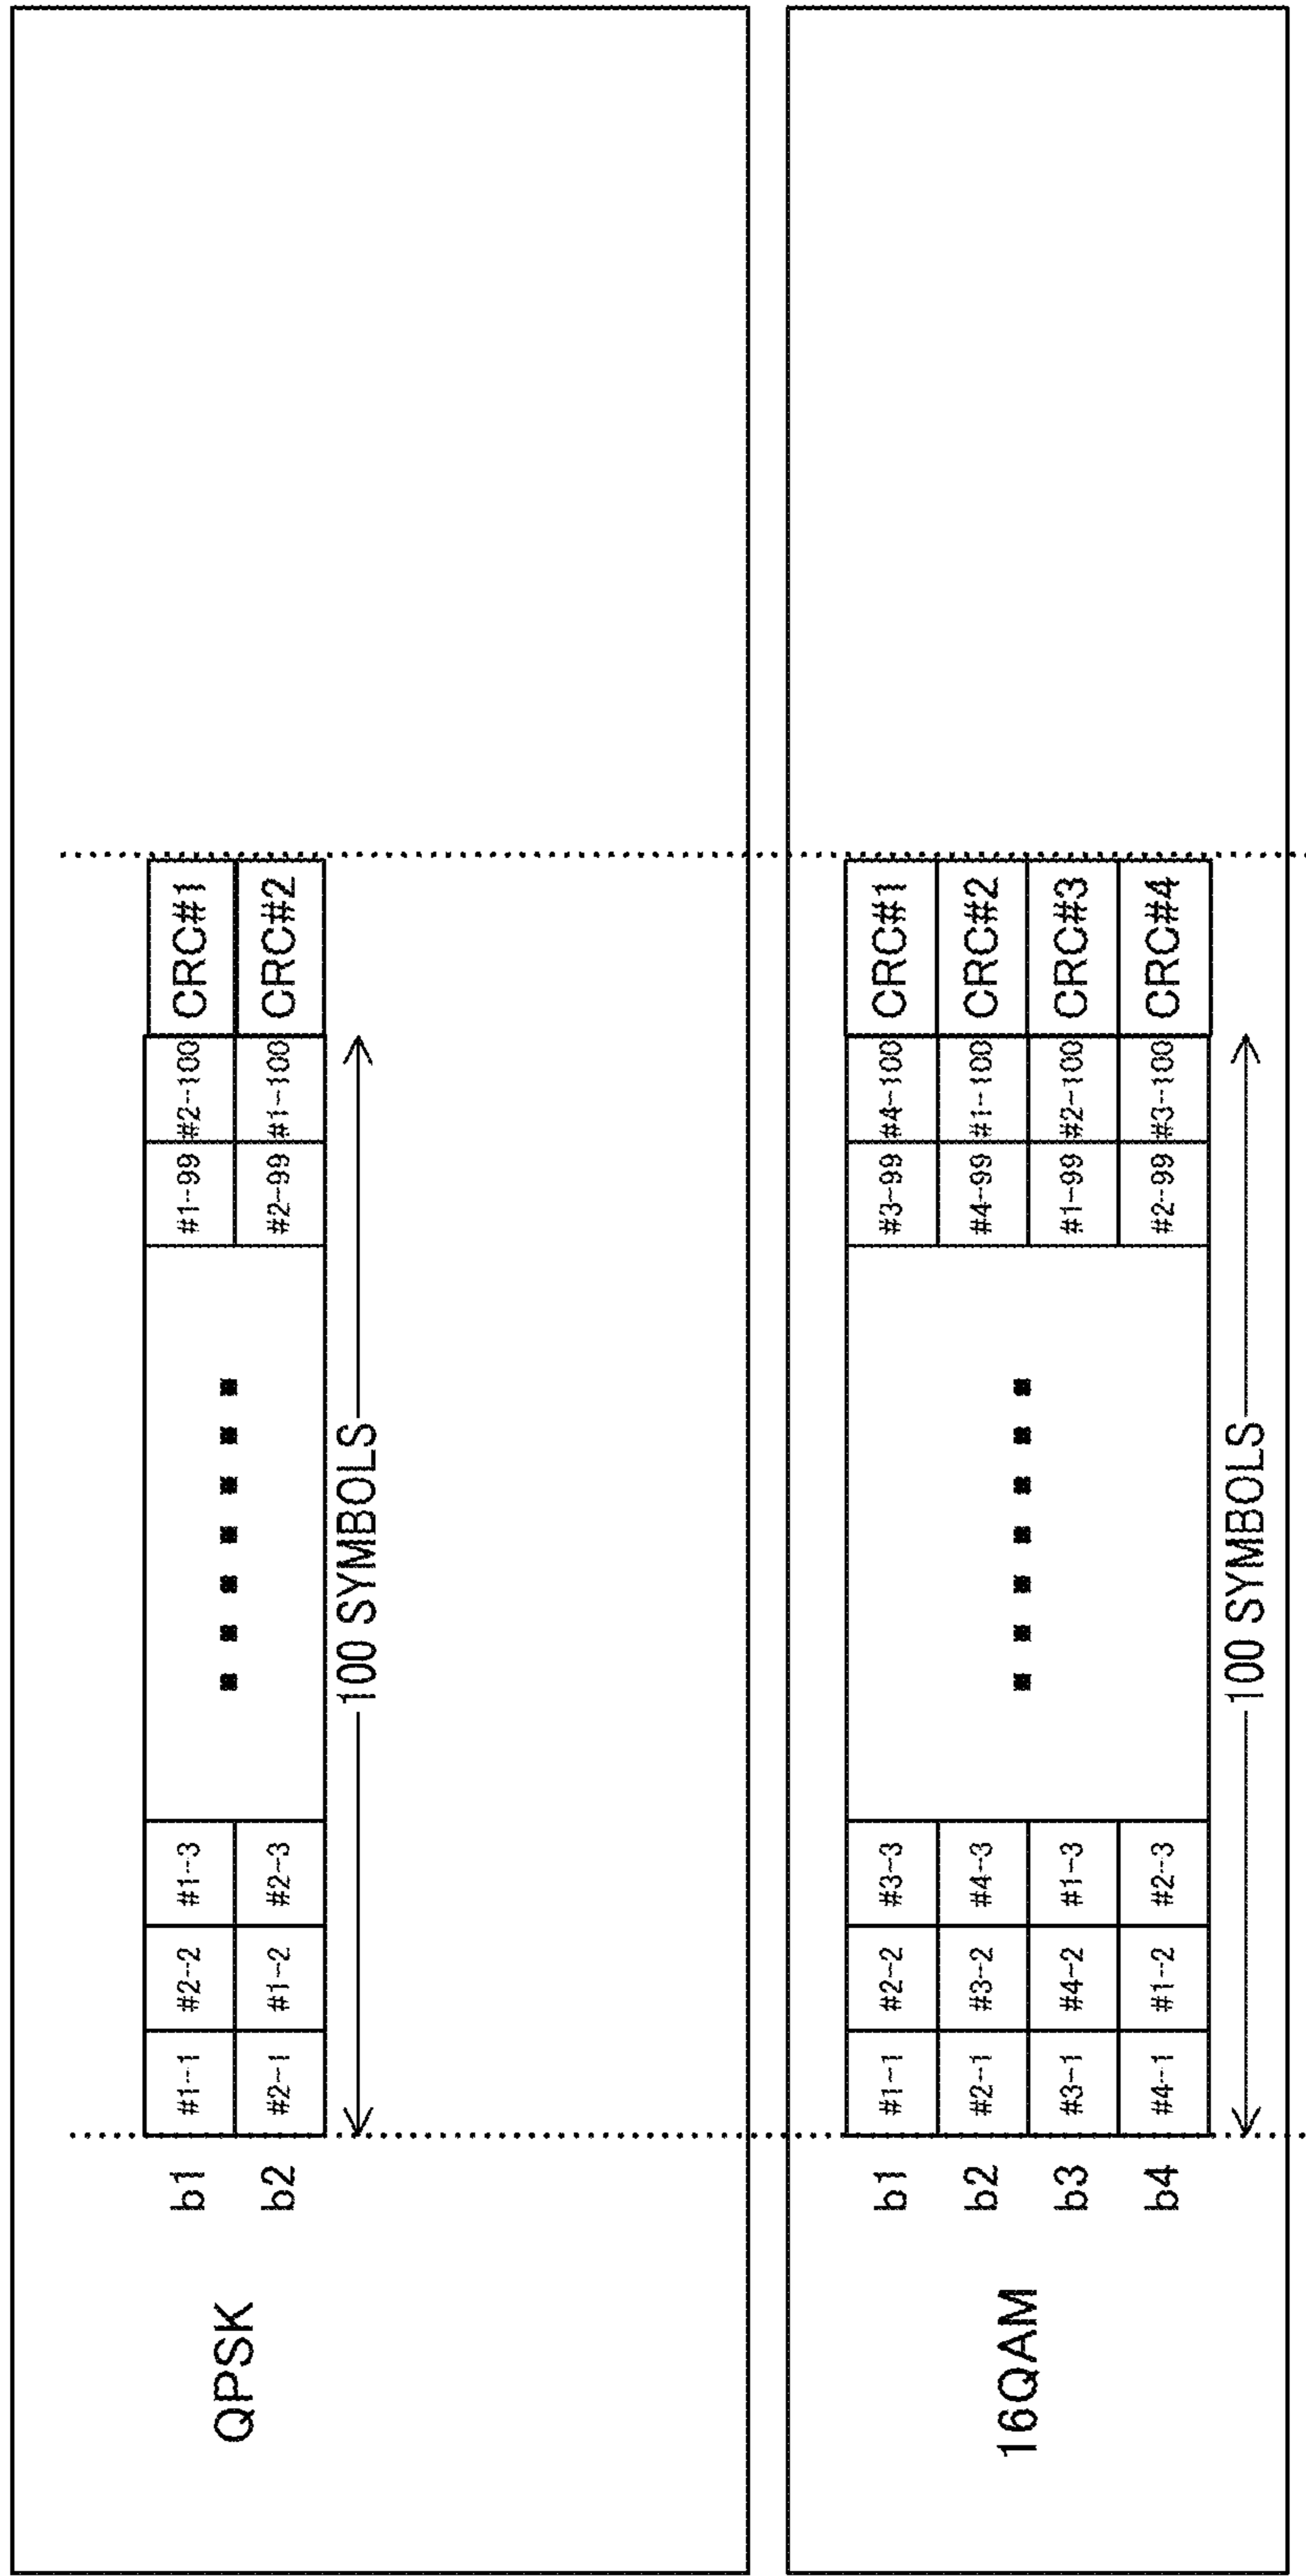 QPSK
b1 #1-1 #2-2 #1-3 #1-99 #2-100 CRC#1
b2 #2-1 #1-2 #2-3 #2-99 #1-100 CRC#2
100 SYMBOLS
16QAM
b1 #1-1 #2-2 #3-3 #3-99 #4-100 CRC#1
b2 #2-1 #3-2 #4-3 #4-99 #1-100 CRC#2
b3 #3-1 #4-2 #1-3 #1-99 #2-100 CRC#3
b4 #4-1 #1-2 #2-3 #2-99 #3-100 CRC#4
100 SYMBOLS